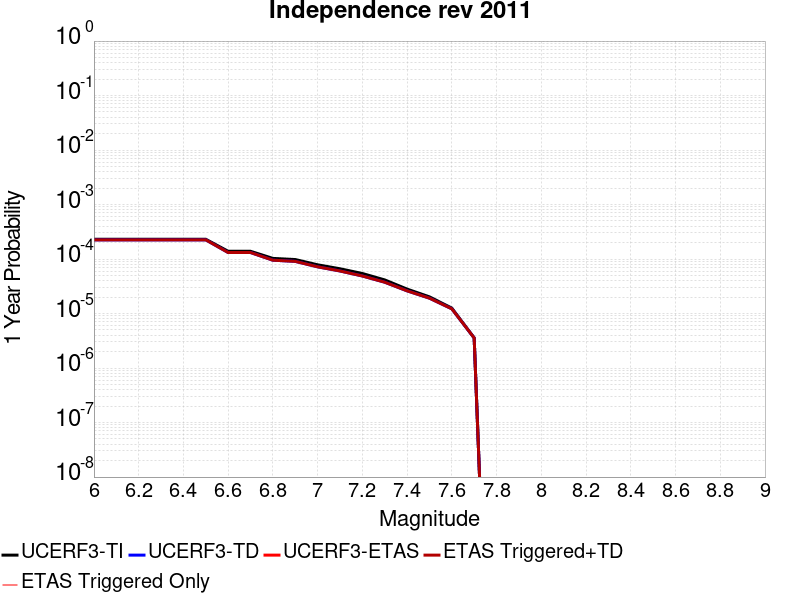 Independence rev 2011
10^0
10^-1
10^-2
10^-3
10^-4
10^-5
10^-6
10^-7
10^-8
1 Year Probability
6 6.2 6.4 6.6 6.8 7 7.2 7.4 7.6 7.8 8 8.2 8.4 8.6 8.8 9
Magnitude
UCERF3-TI UCERF3-TD UCERF3-ETAS ETAS Triggered+TD
ETAS Triggered Only